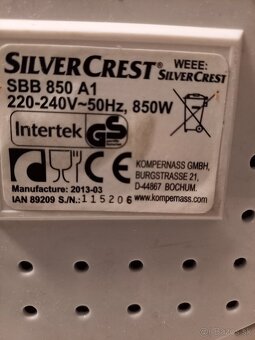 SILVERCREST® WEEE:
SILVERCREST
SBB 850 A1
220-240V~50Hz, 850W
Intertek GS
CE
KOMPERNASS GMBH,
BURGSTRASSE 21,
D-44867 BOCHUM.
www.kompernass.com
Manufacture: 2013-03
IAN 89209 S./N.: 115206